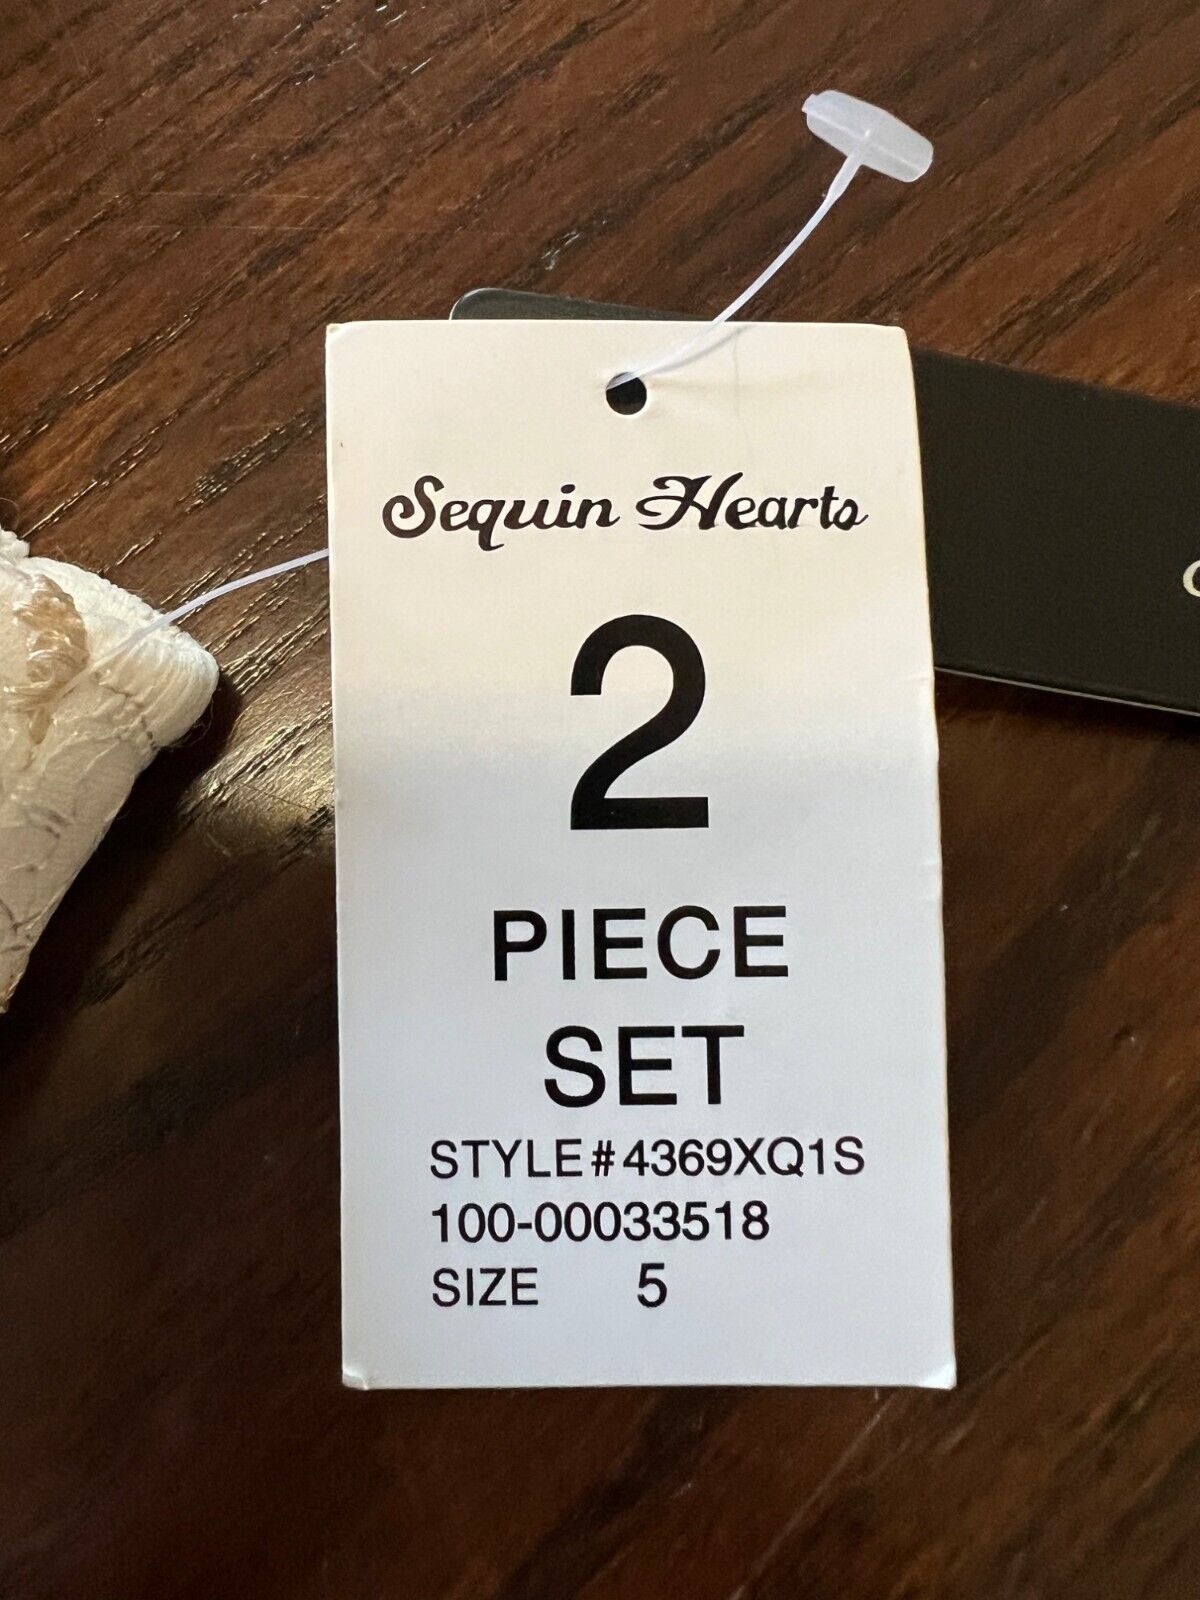 Sequin Hearts
2
PIECE
SET
STYLE#4369XQ1S
100-00033518
SIZE 5